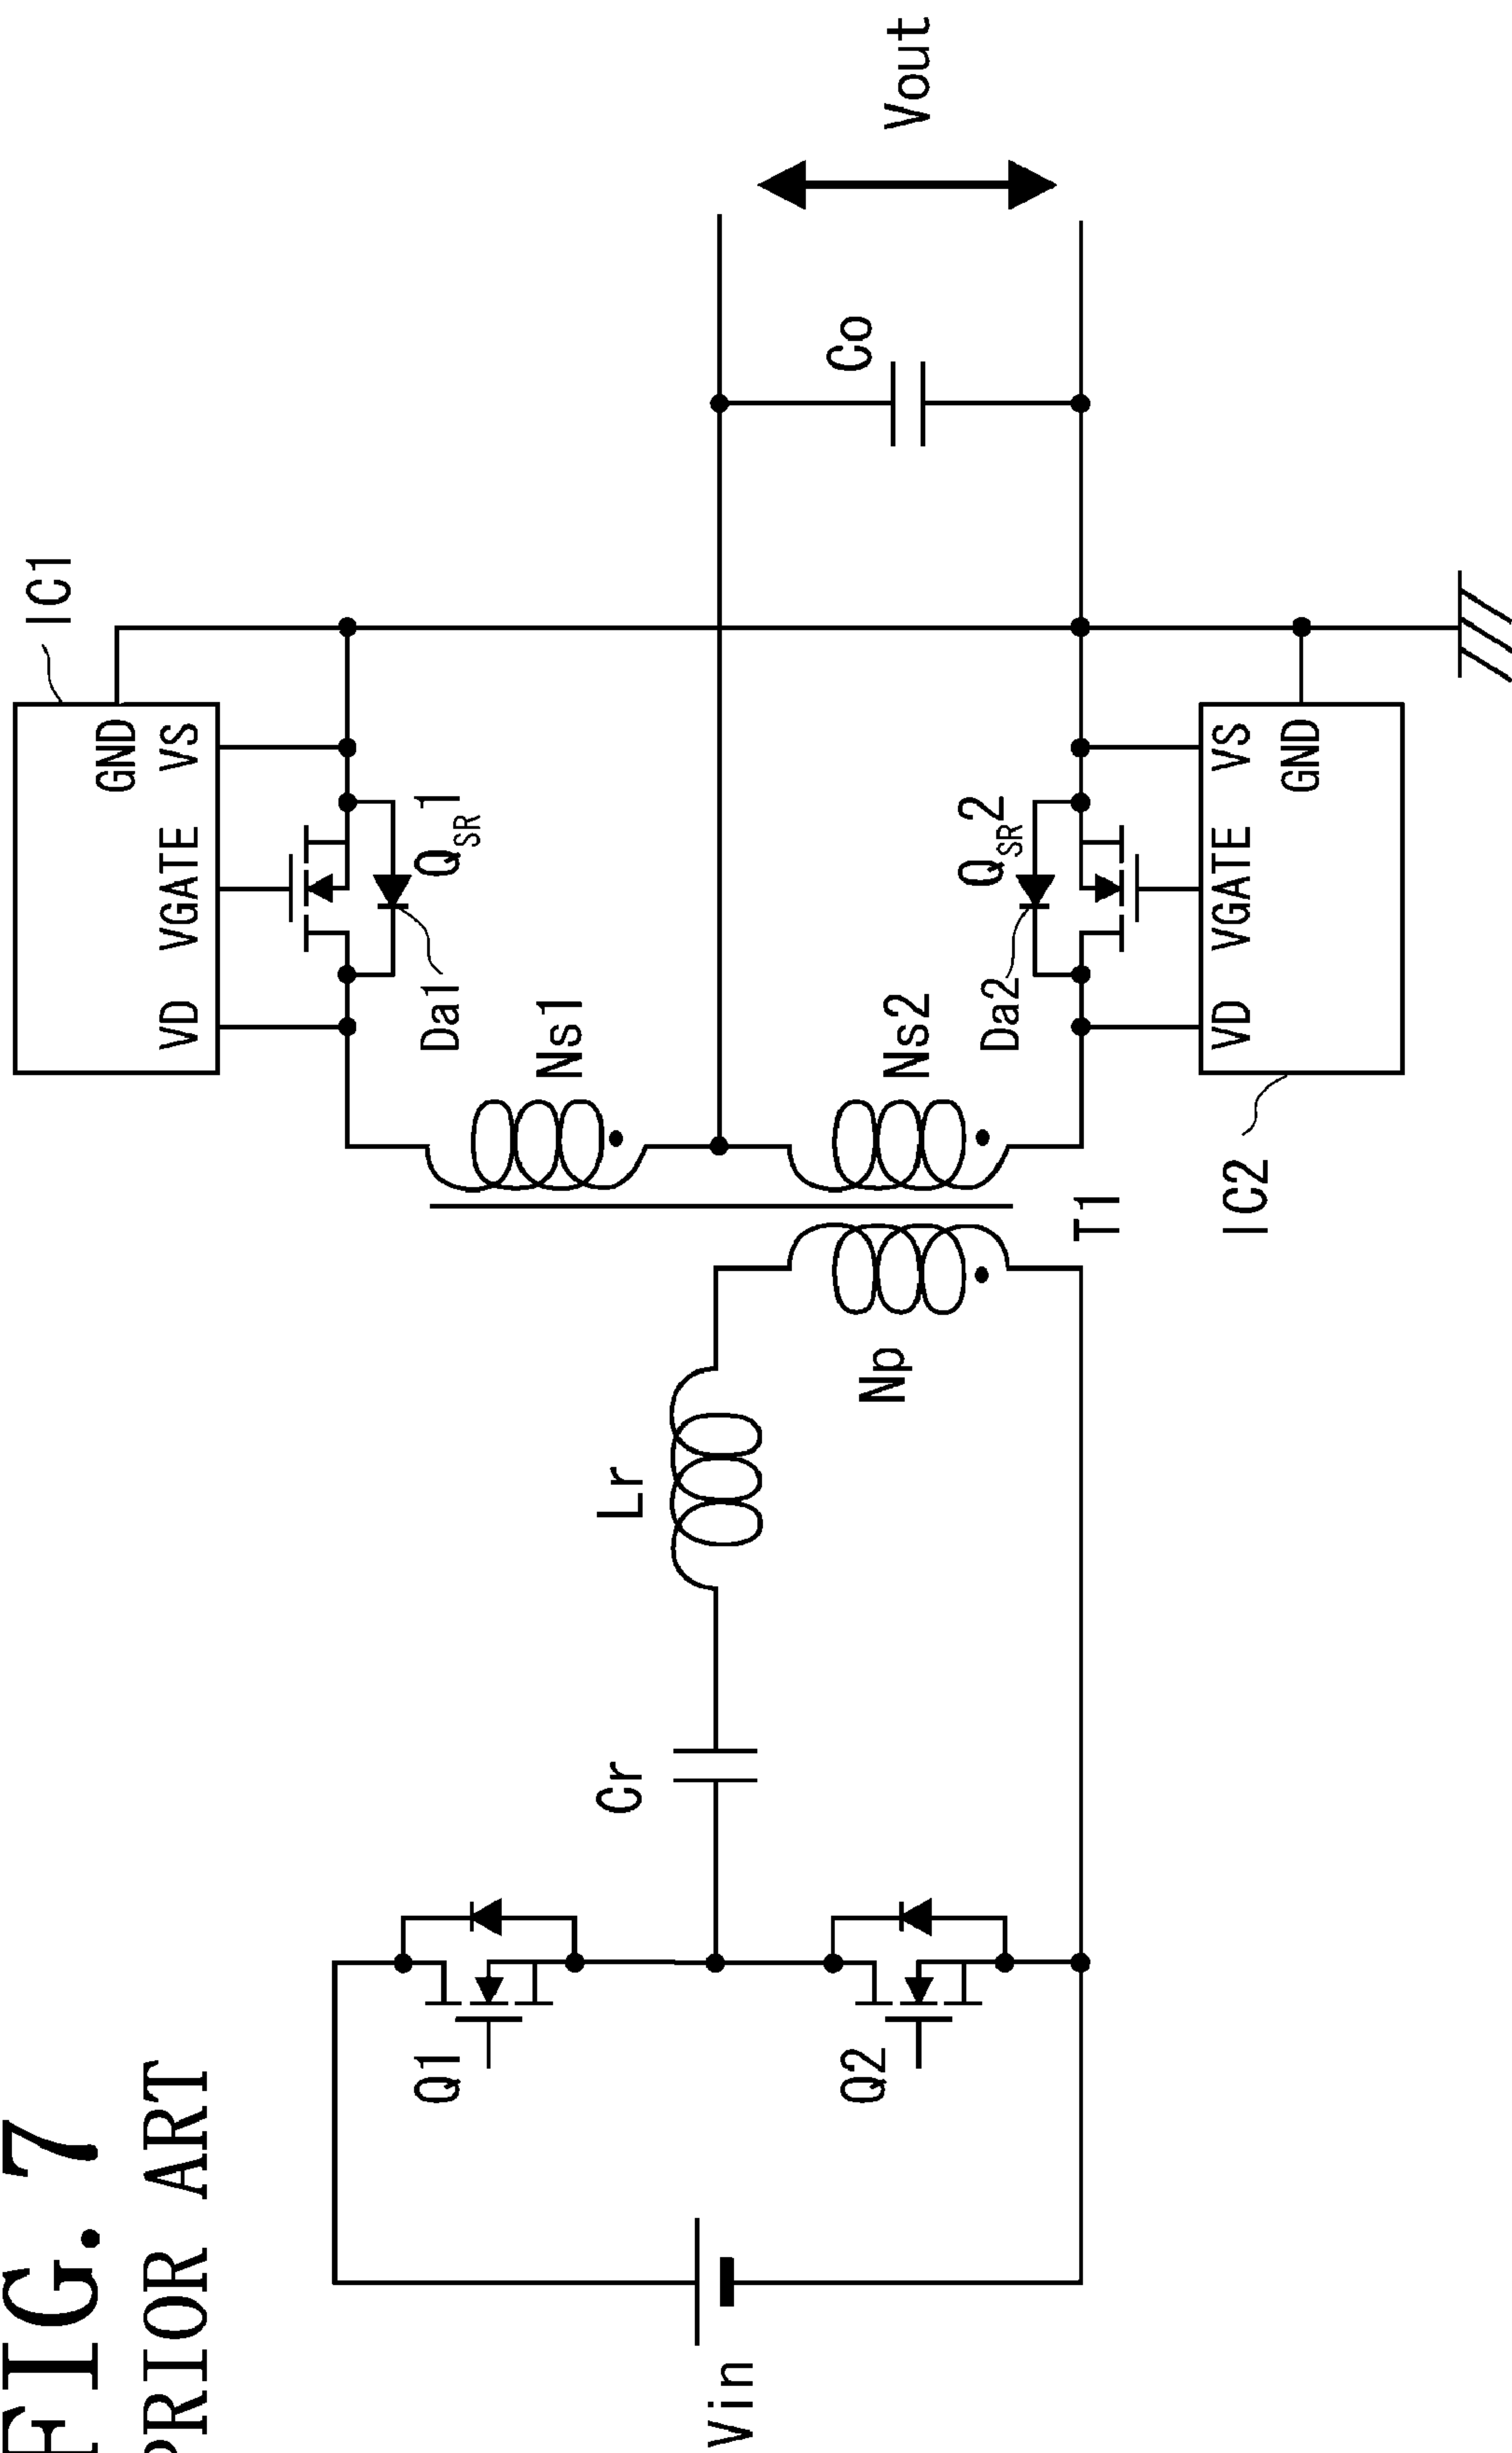 FIG. 7
PRIOR ART
Vin
Q1
Q2
Cr
Lr
Np
T1
Ns1
Ns2
IC1
GND
VD VGATE VS
Da1
QSR1
Da2
QSR2
VD VGATE VS
GND
IC2
Co
Vout